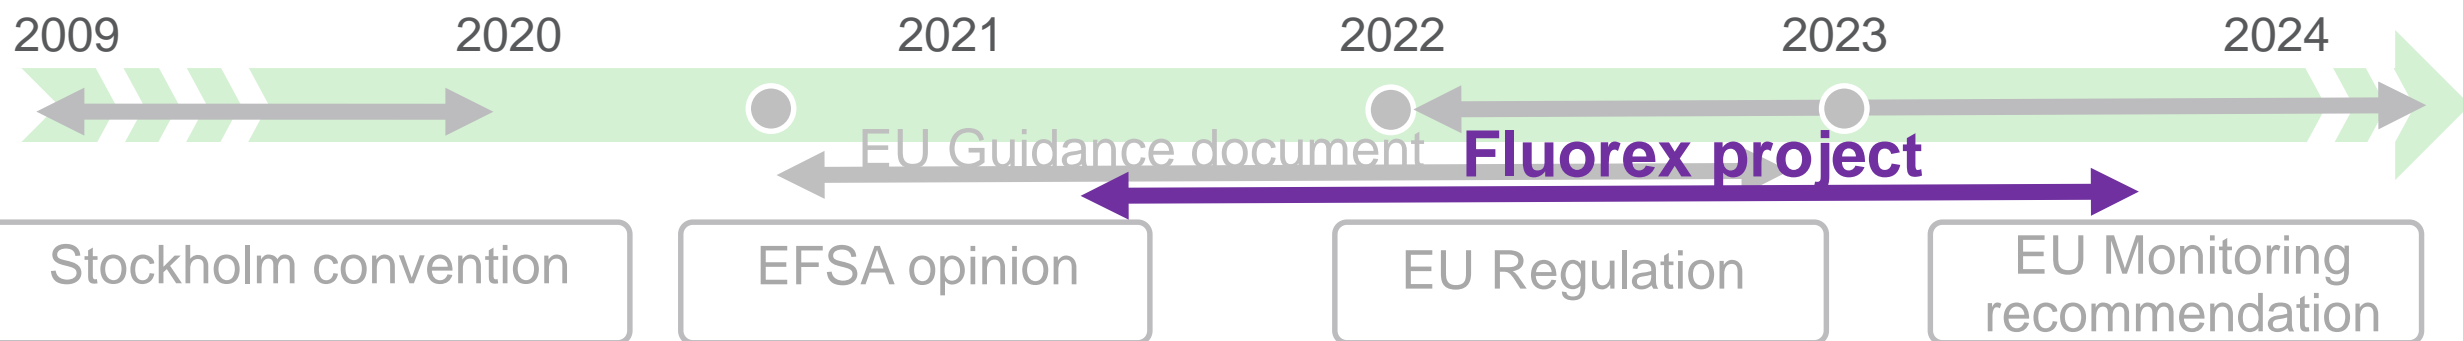 2009 2020 2021 2022 2023 2024
EU Guidance document Fluorex project
Stockholm convention EFSA opinion EU Regulation EU Monitoring
recommendation